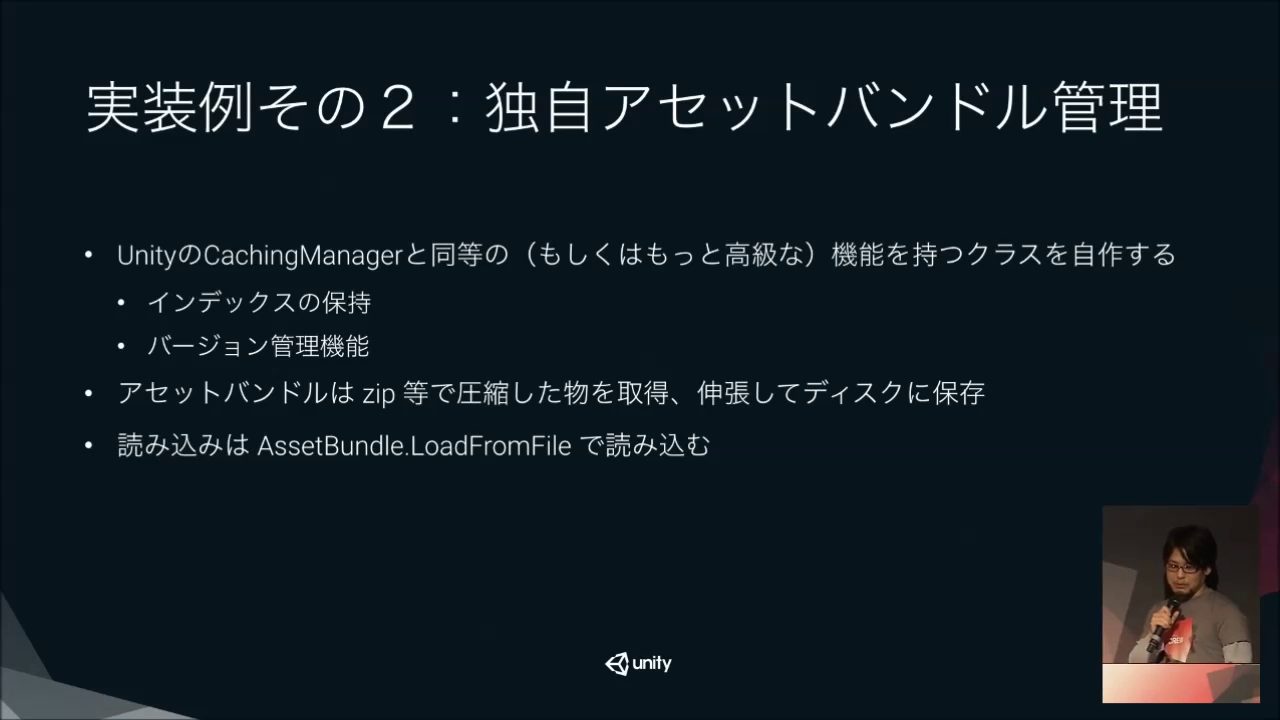 実装例その２：独自アセットバンドル管理
• UnityのCachingManagerと同等の（もしくはもっと高級な）機能を持つクラスを自作する
• インデックスの保持
• バージョン管理機能
• アセットバンドルは zip 等で圧縮した物を取得、伸張してディスクに保存
• 読み込みは AssetBundle.LoadFromFile で読み込む
unity